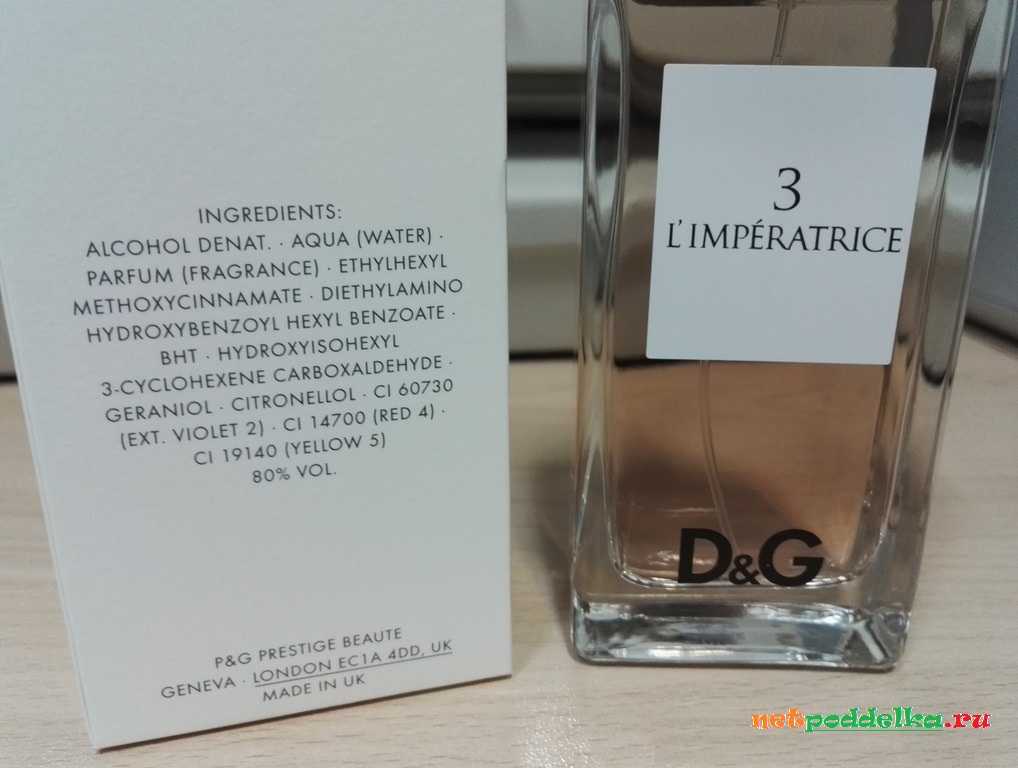 INGREDIENTS:
ALCOHOL DENAT. · AQUA (WATER) ·
PARFUM (FRAGRANCE) · ETHYLHEXYL
METHOXYCINNAMATE · DIETHYLAMINO
HYDROXYBENZOYL HEXYL BENZOATE ·
BHT · HYDROXYISOHEXYL
3-CYCLOHEXENE CARBOXALDEHYDE ·
GERANIOL · CITRONELLOL · CI 60730
(EXT. VIOLET 2) · CI 14700 (RED 4) ·
CI 19140 (YELLOW 5)
80% VOL.
P&G PRESTIGE BEAUTE
GENEVA · LONDON EC1A 4DD, UK
MADE IN UK
3
L'IMPÉRATRICE
D&G
netpoddelka.ru